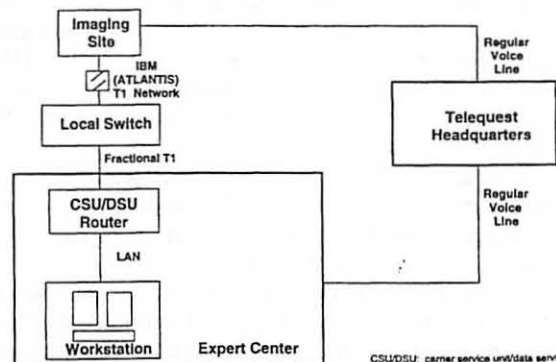 Imaging
Site
IBM
(ATLANTIS)
T1 Network
Local Switch
Fractional T1
CSU/DSU
Router
LAN
Workstation
Expert Center
Regular
Voice
Line
Telequest
Headquarters
Regular
Voice
Line
CSU/DSU: carrier service unit/data servi